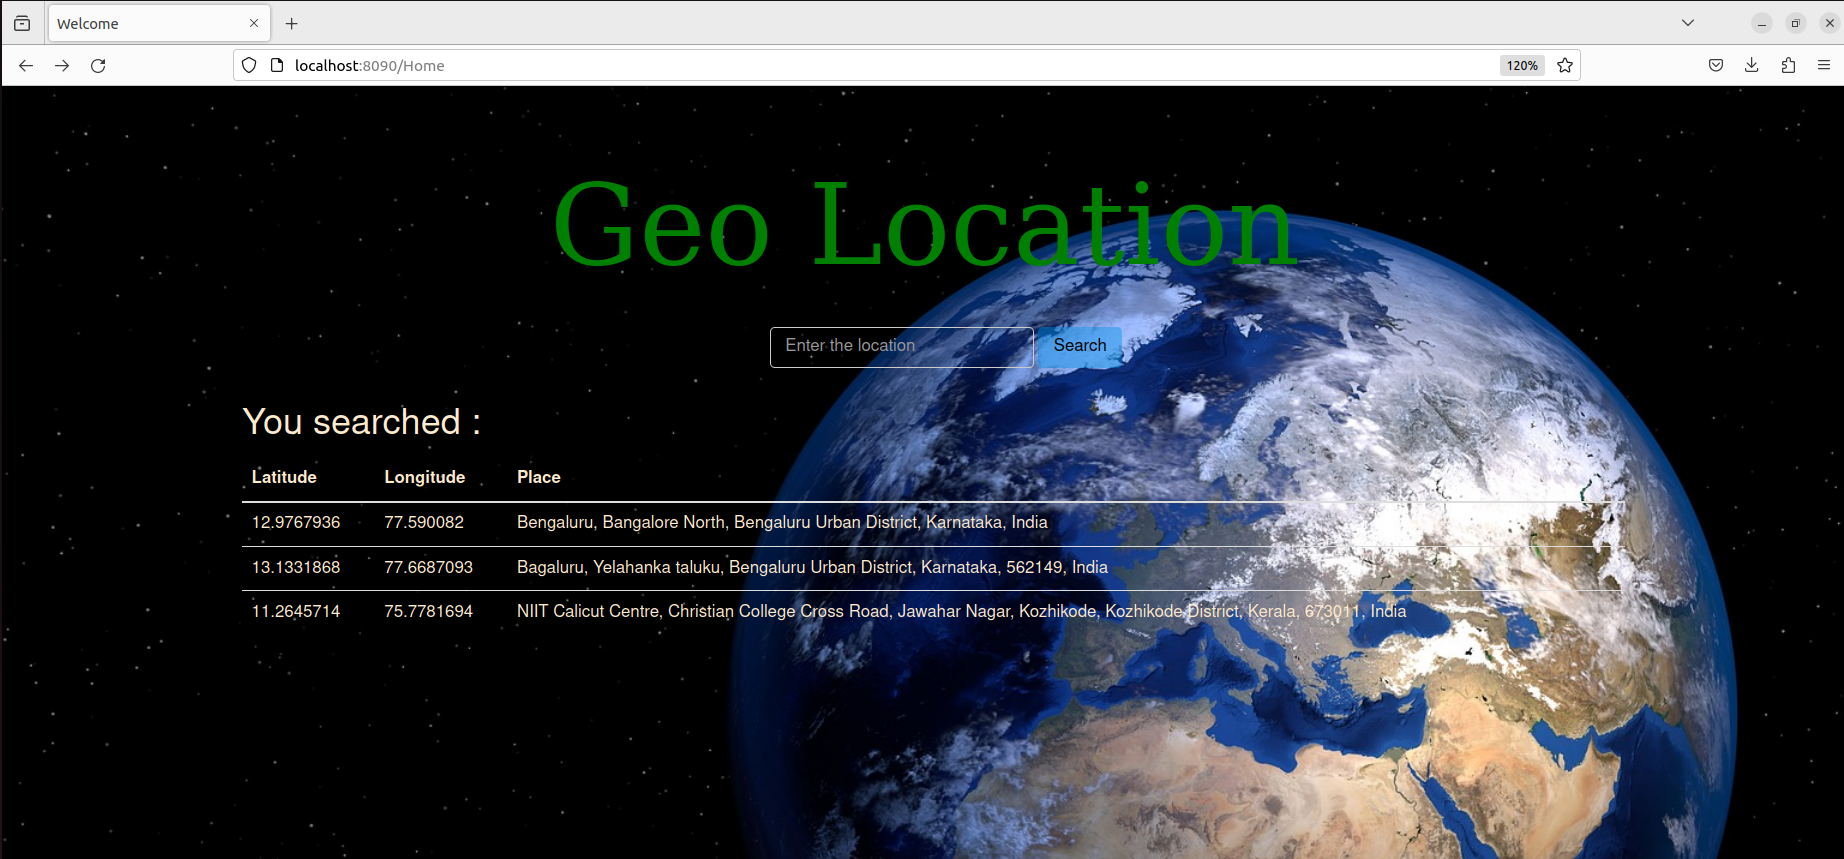 Welcome
localhost:8090/Home 120%
Geo Location
Enter the location Search
You searched :
Latitude Longitude Place
12.9767936 77.590082 Bengaluru, Bangalore North, Bengaluru Urban District, Karnataka, India
13.1331868 77.6687093 Bagaluru, Yelahanka taluku, Bengaluru Urban District, Karnataka, 562149, India
11.2645714 75.7781694 NIIT Calicut Centre, Christian College Cross Road, Jawahar Nagar, Kozhikode, Kozhikode District, Kerala, 673011, India